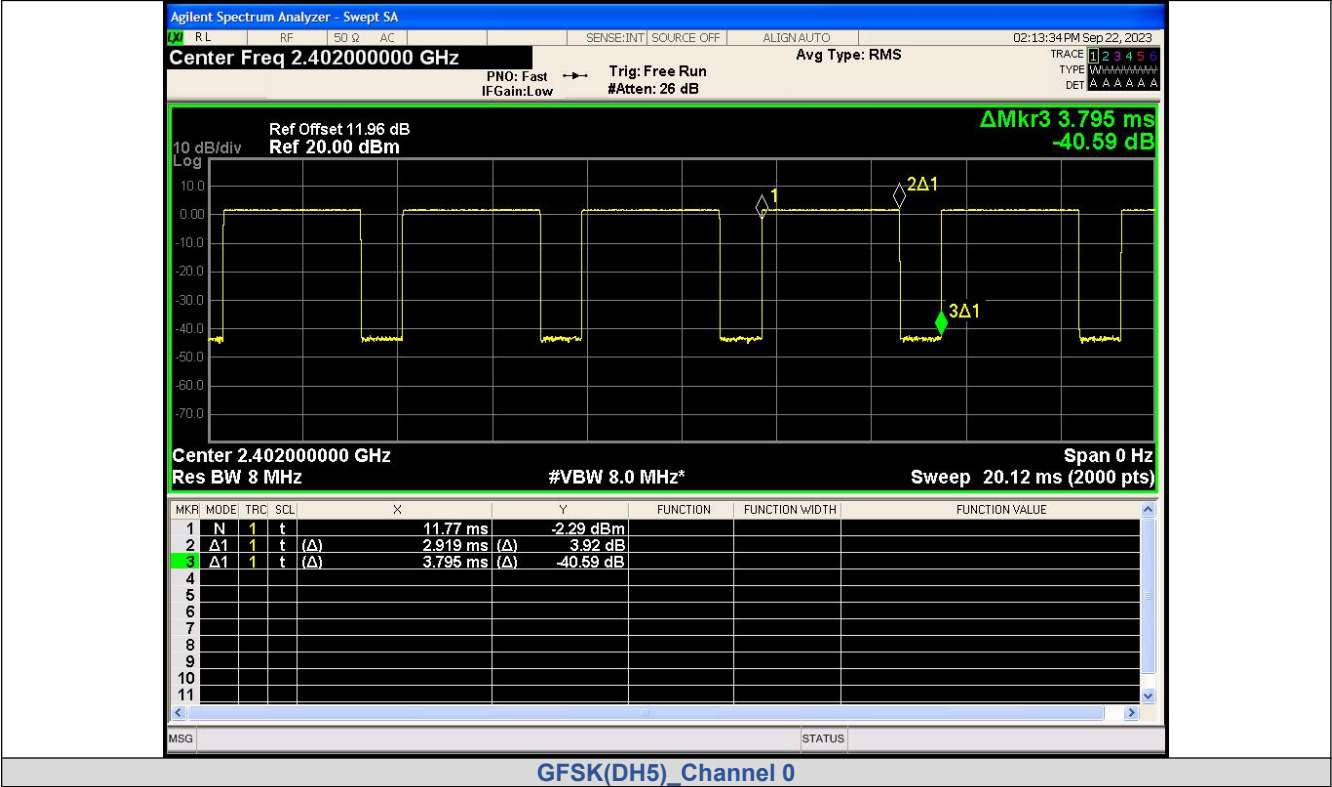 Agilent Spectrum Analyzer - Swept SA
LXI RL RF 50 Ω AC SENSE:INT SOURCE OFF ALIGN AUTO 02:13:34 PM Sep 22, 2023
Center Freq 2.402000000 GHz
Avg Type: RMS
TRACE 1 2 3 4 5 6
TYPE
DET A A A A A A
PNO: Fast
IFGain:Low
Trig: Free Run
#Atten: 26 dB
ΔMkr3 3.795 ms
-40.59 dB
Ref Offset 11.96 dB
10 dB/div Ref 20.00 dBm
Log
10.0
0.00
-10.0
-20.0
-30.0
-40.0
-50.0
-60.0
-70.0
1
2Δ1
3Δ1
Center 2.402000000 GHz Span 0 Hz
Res BW 8 MHz #VBW 8.0 MHz* Sweep 20.12 ms (2000 pts)
MKR MODE TRC SCL X Y FUNCTION FUNCTION WIDTH FUNCTION VALUE
1 N 1 t 11.77 ms -2.29 dBm
2 Δ1 1 t (Δ) 2.919 ms (Δ) 3.92 dB
3 Δ1 1 t (Δ) 3.795 ms (Δ) -40.59 dB
4
5
6
7
8
9
10
11
MSG STATUS
GFSK(DH5)_Channel 0